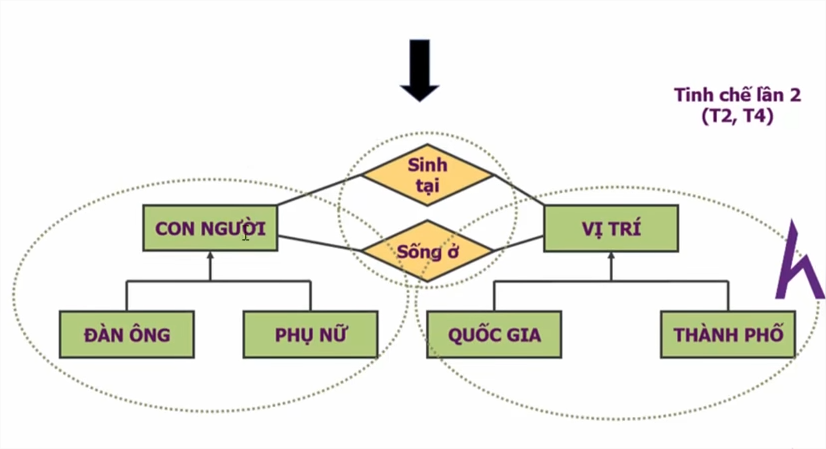 Tinh chế lần 2
(T2, T4)
Sinh
tại
CON NGƯỜI
VỊ TRÍ
Sống ở
ĐÀN ÔNG
PHỤ NỮ
QUỐC GIA
THÀNH PHỐ